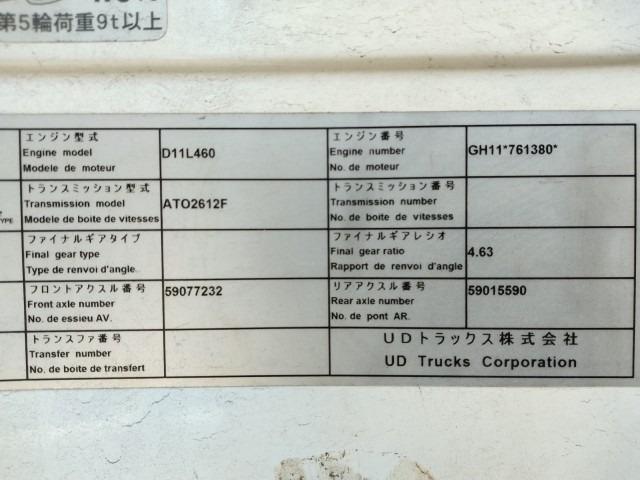 第5輪荷重9t以上
エンジン型式
Engine model
Modele de moteur
D11L460
エンジン番号
Engine number
No. de moteur
GH11*761380*
トランスミッション型式
Transmission model
Modele de boite de vitesses
ATO2612F
トランスミッション番号
Transmission number
No. de boite de vitesses
TYPE
ファイナルギアタイプ
Final gear type
Type de renvoi d'angle.
ファイナルギアレシオ
Final gear ratio
Rapport de renvoi d'angle
4.63
フロントアクスル番号
Front axle number
No. de essieu AV.
59077232
リアアクスル番号
Rear axle number
No. de pont AR.
59015590
トランスファ番号
Transfer number
No. de boite de transfert
UDトラックス株式会社
UD Trucks Corporation